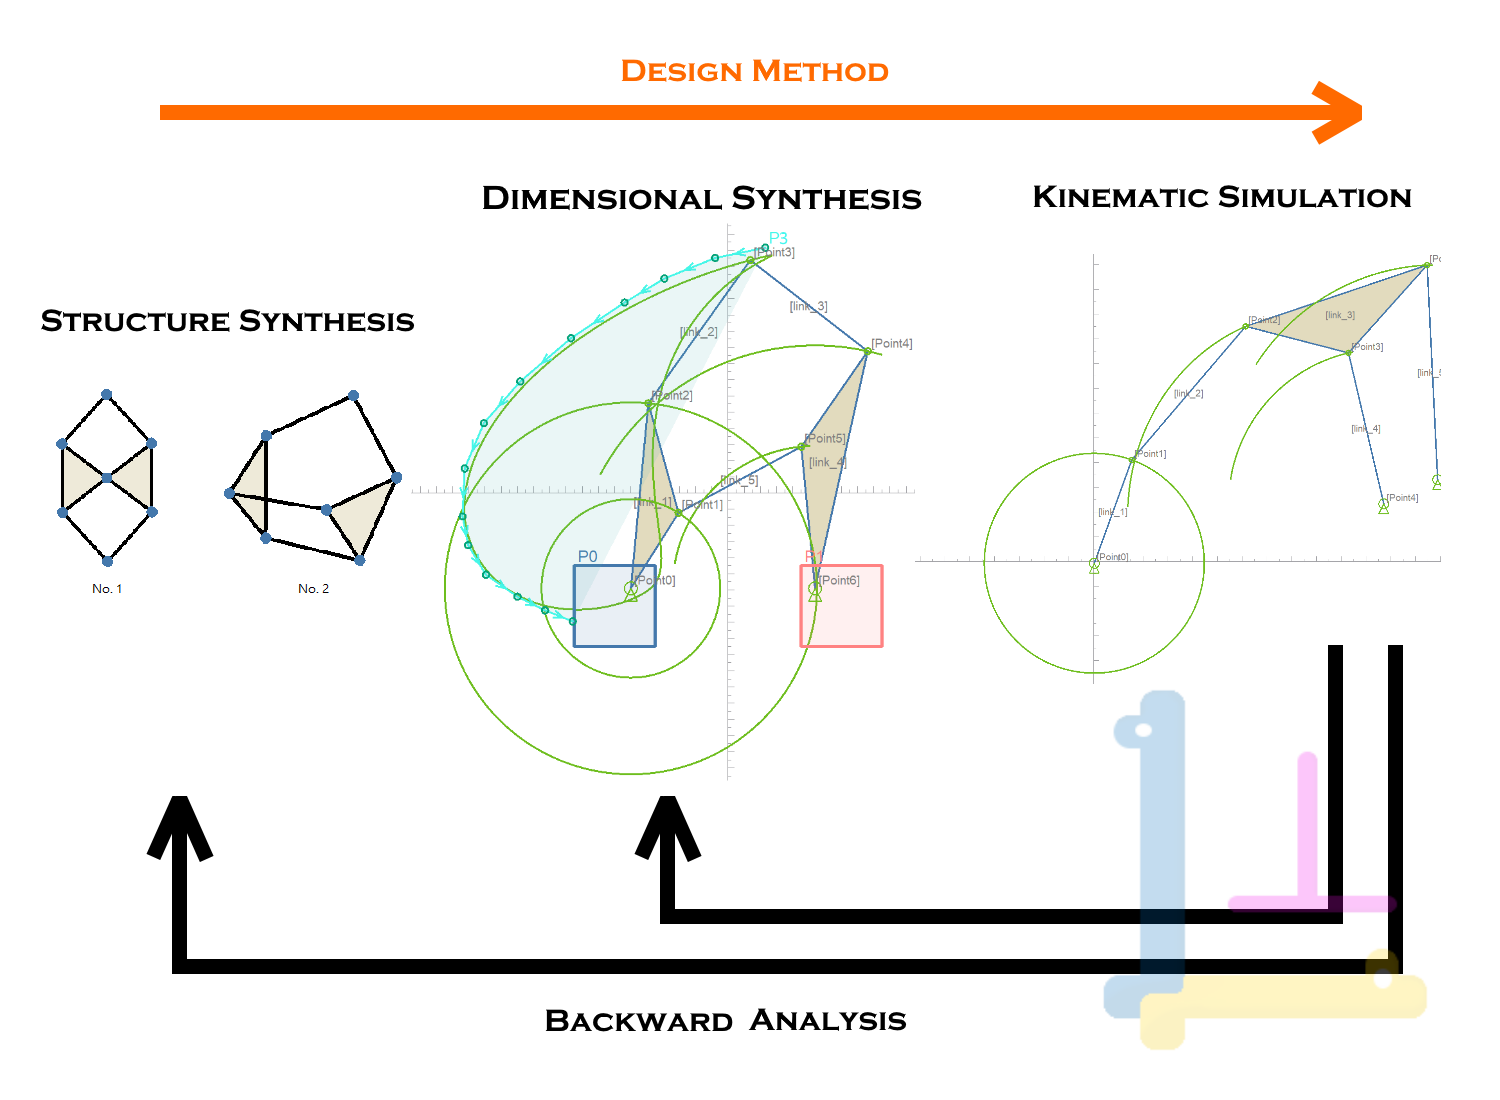 Design Method
Dimensional Synthesis
Kinematic Simulation
Structure Synthesis
No. 1
No. 2
P3
[Point3]
[link_3]
[link_2]
[Point4]
[Point2]
[Point5]
[link_4]
[link_5]
[link_1]
[Point1]
P0
[Point0]
P1
[Point6]
[Po
[Point2]
[link_3]
[Point3]
[link_5
[link_2]
[link_4]
[Point1]
[Point4]
[link_1]
[Point0]
Backward Analysis